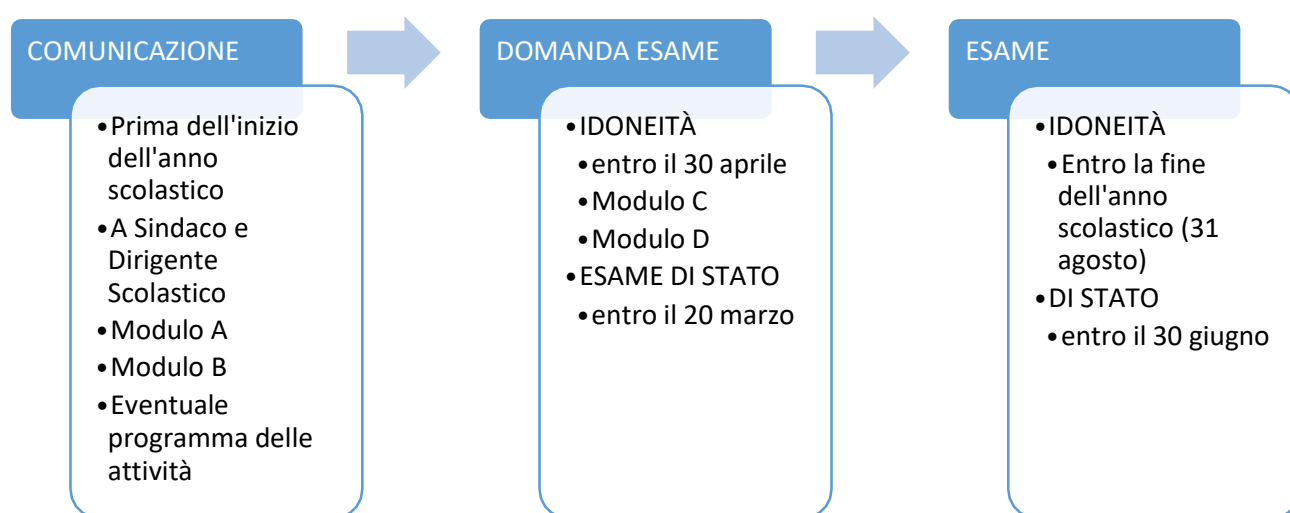 COMUNICAZIONE
•Prima dell'inizio
dell'anno
scolastico
•A Sindaco e
Dirigente
Scolastico
•Modulo A
•Modulo B
•Eventuale
programma delle
attività
DOMANDA ESAME
•IDONEITÀ
•entro il 30 aprile
•Modulo C
•Modulo D
•ESAME DI STATO
•entro il 20 marzo
ESAME
•IDONEITÀ
•Entro la fine
dell'anno
scolastico (31
agosto)
•DI STATO
•entro il 30 giugno